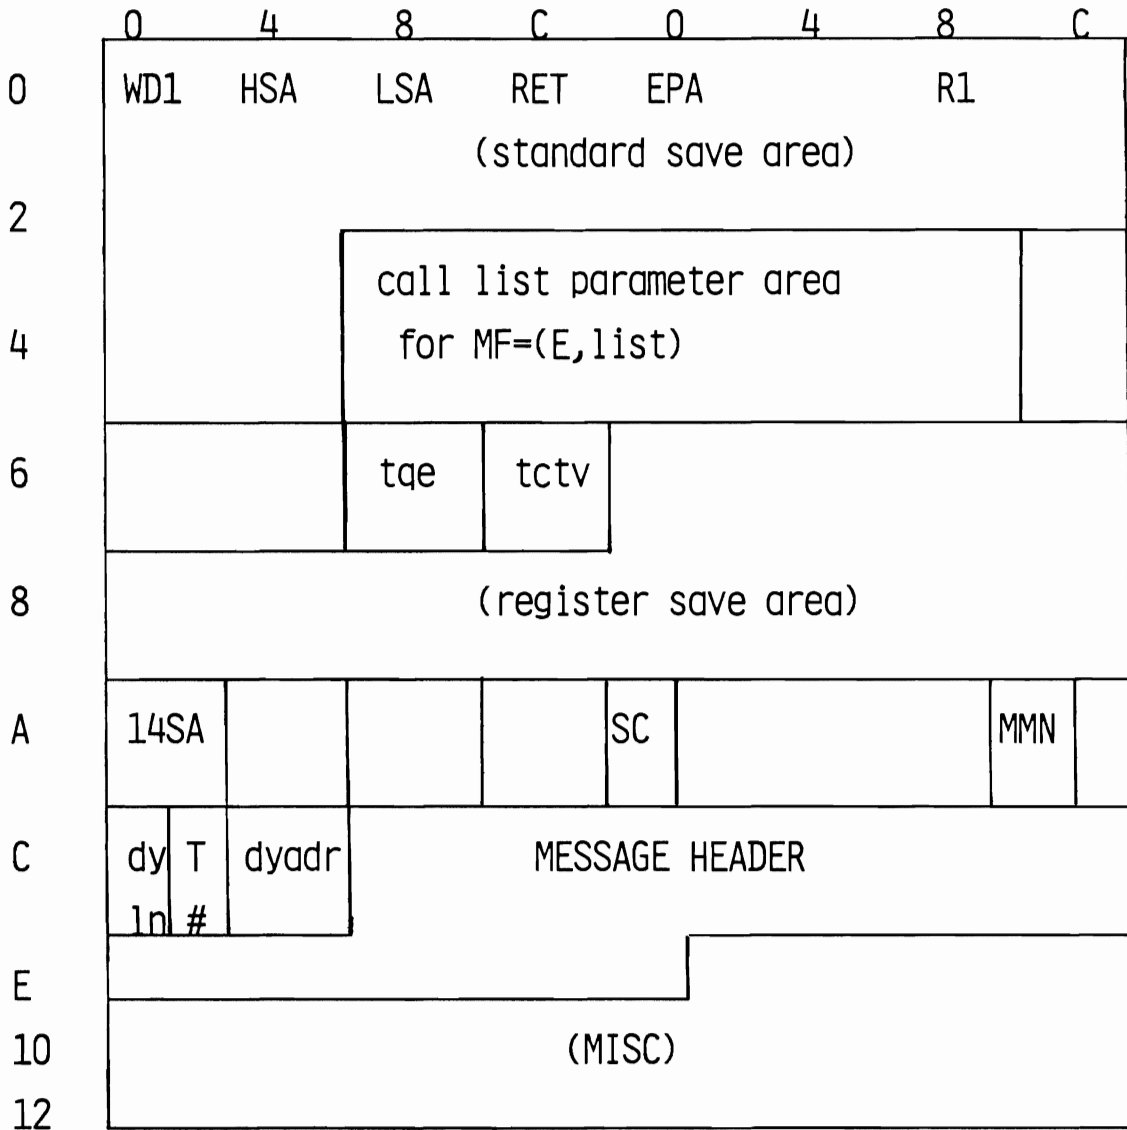 0 4 8 C 0 4 8 C
0 WD1 HSA LSA RET EPA R1
(standard save area)
2
call list parameter area
4 for MF=(E,list)
6 tqe tctv
8 (register save area)
A 14SA SC MMN
C dy T dyadr MESSAGE HEADER
ln #
E
10 (MISC)
12